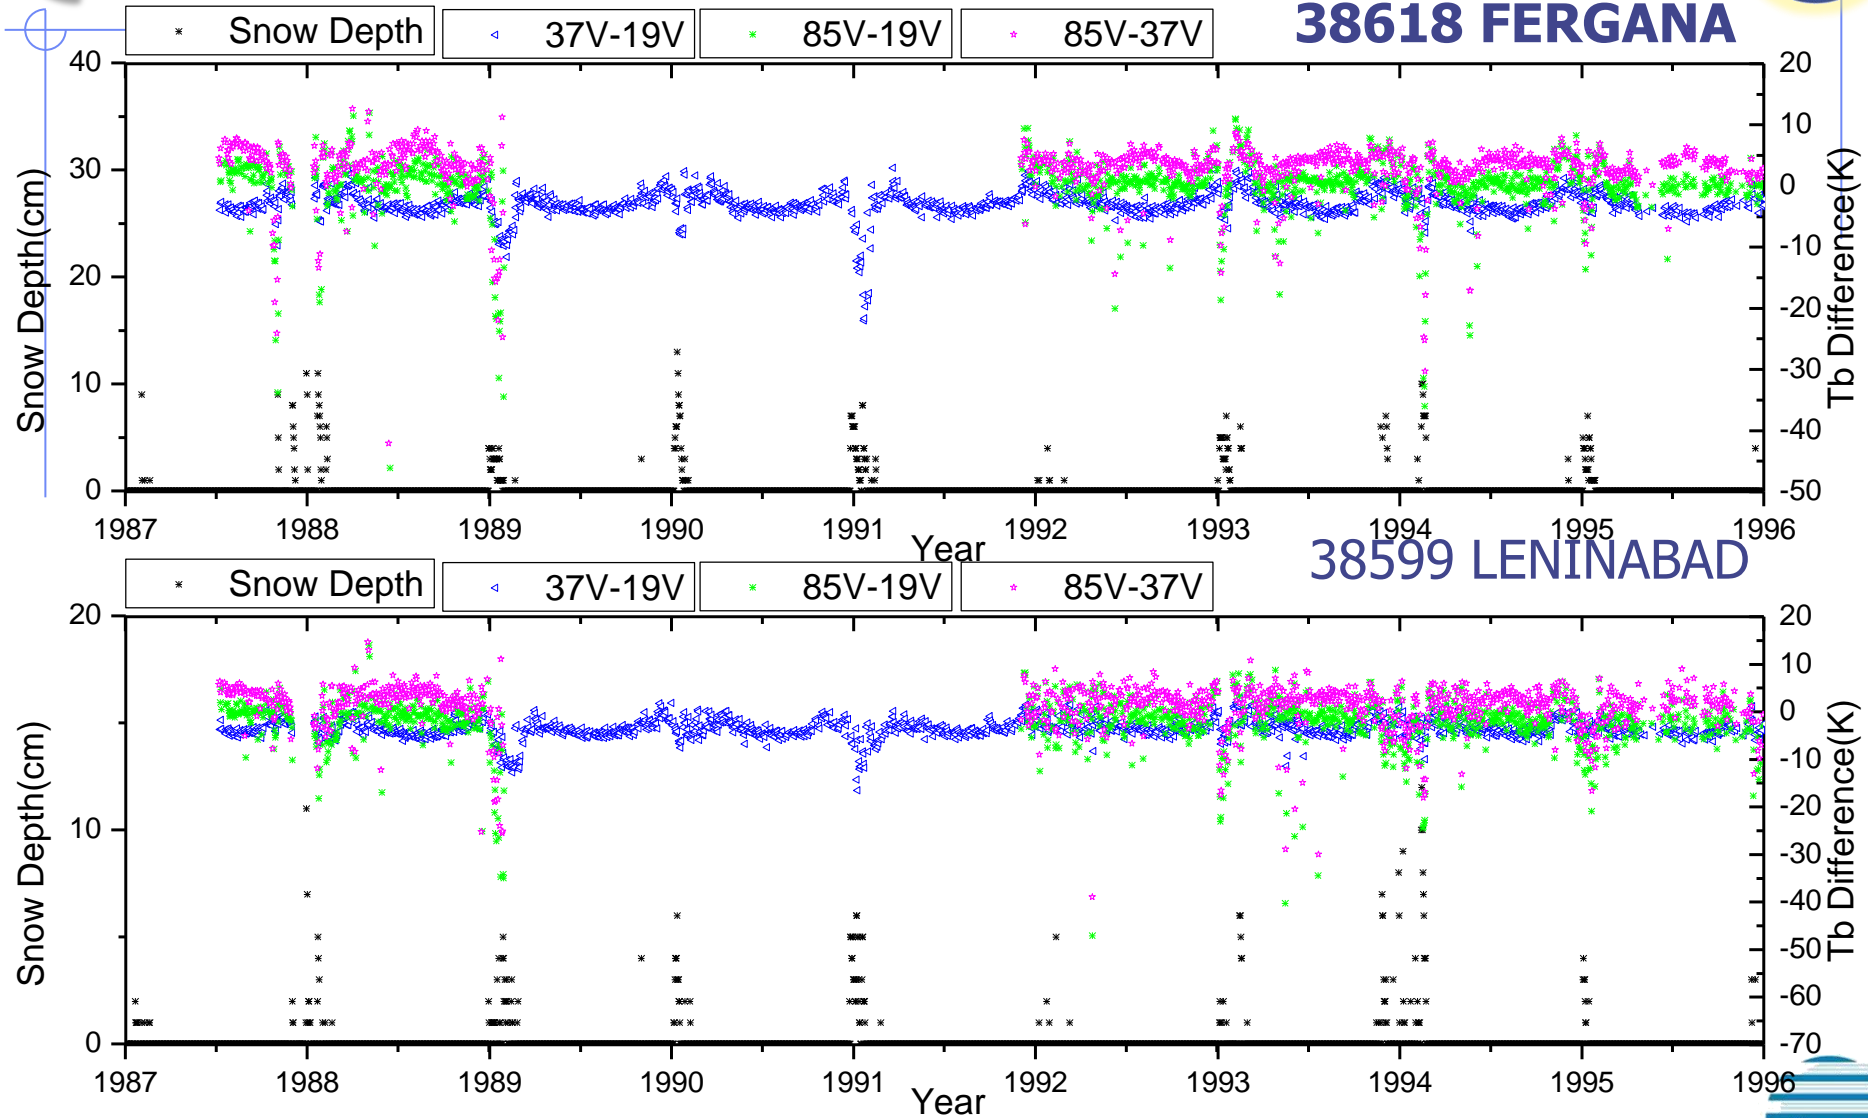 38618 FERGANA
Snow Depth 37V-19V 85V-19V 85V-37V
40 20
10
30 0
-10
20 -20
-30
10 -40
0 -50
Snow Depth(cm)
Tb Difference(K)
1987 1988 1989 1990 1991 1992 1993 1994 1995 1996
Year
38599 LENINABAD
Snow Depth 37V-19V 85V-19V 85V-37V
20 20
10
0
-10
-20
10 -30
-40
-50
-60
0 -70
Snow Depth(cm)
Tb Difference(K)
1987 1988 1989 1990 1991 1992 1993 1994 1995 1996
Year